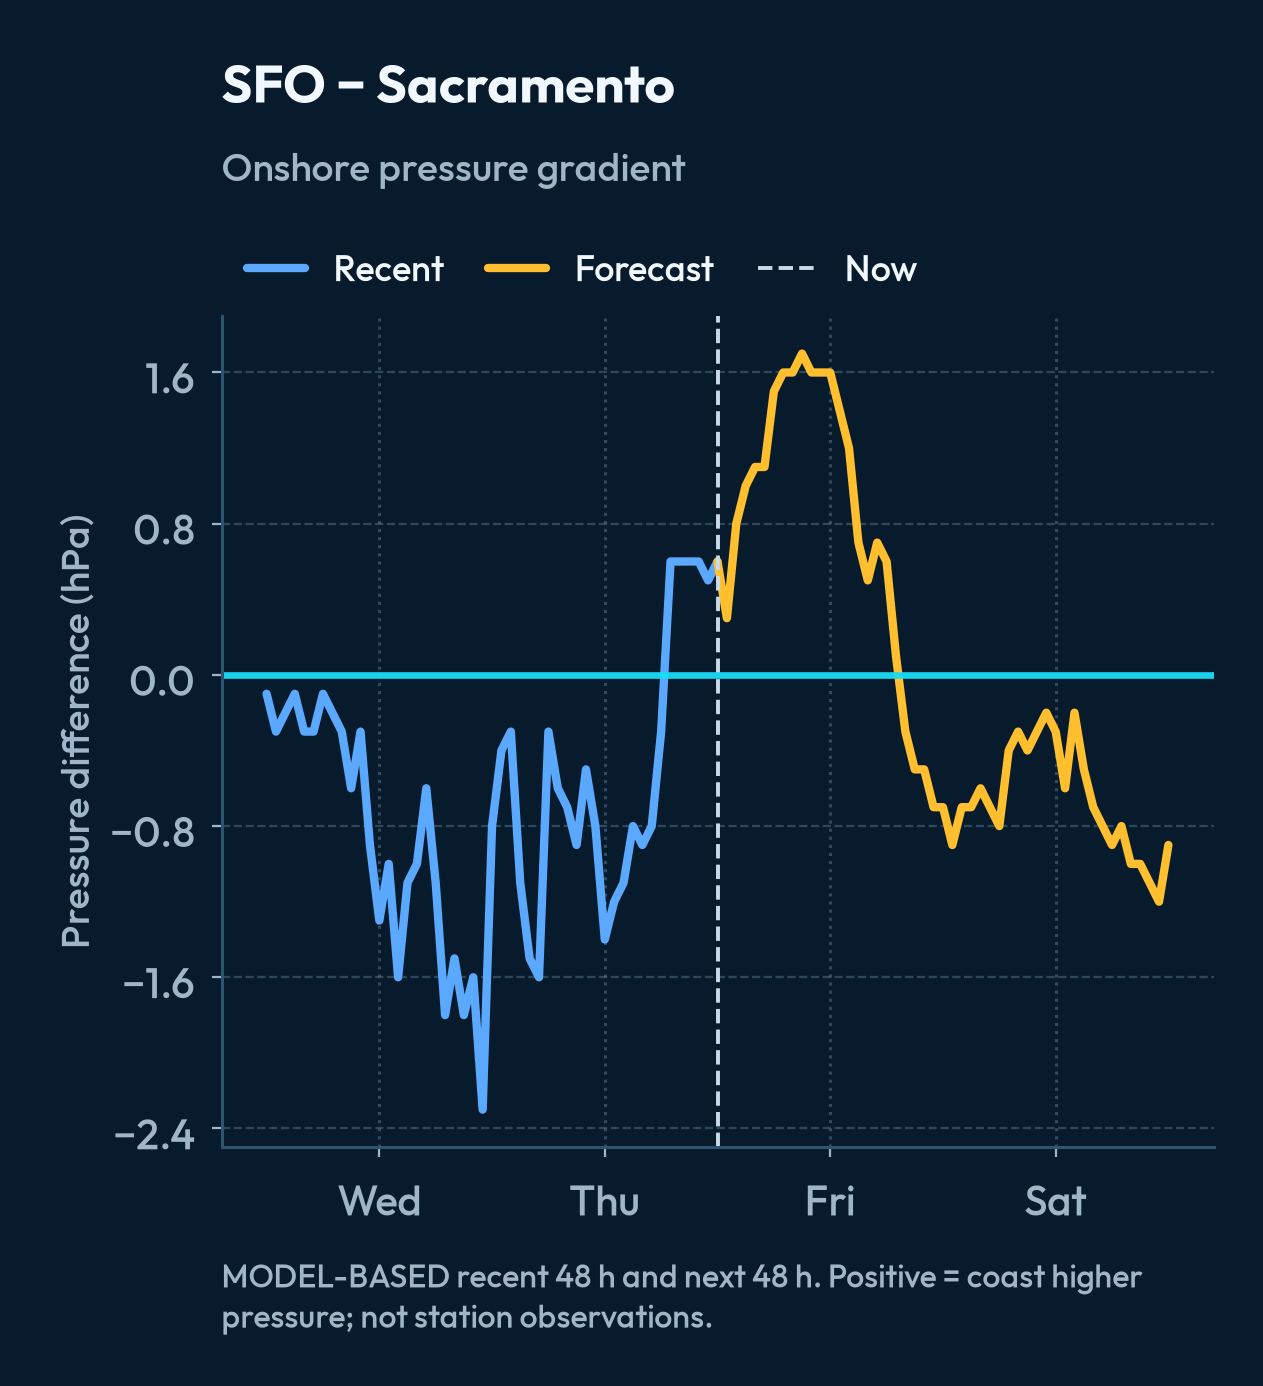 SFO – Sacramento
Onshore pressure gradient
Recent Forecast Now
Pressure difference (hPa)
1.6
0.8
0.0
−0.8
−1.6
−2.4
Wed Thu Fri Sat
MODEL-BASED recent 48 h and next 48 h. Positive = coast higher
pressure; not station observations.